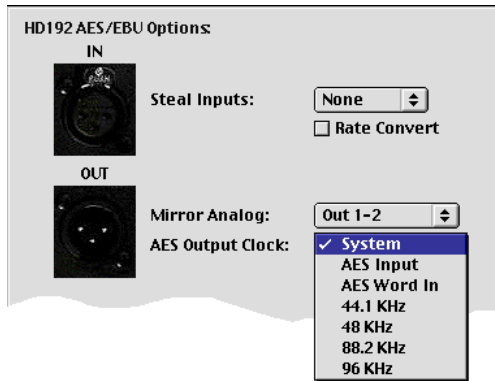 HD192 AES/EBU Options:
IN
PUSH
Steal Inputs:
None
Rate Convert
OUT
Mirror Analog:
Out 1-2
AES Output Clock:
✓ System
AES Input
AES Word In
44.1 KHz
48 KHz
88.2 KHz
96 KHz